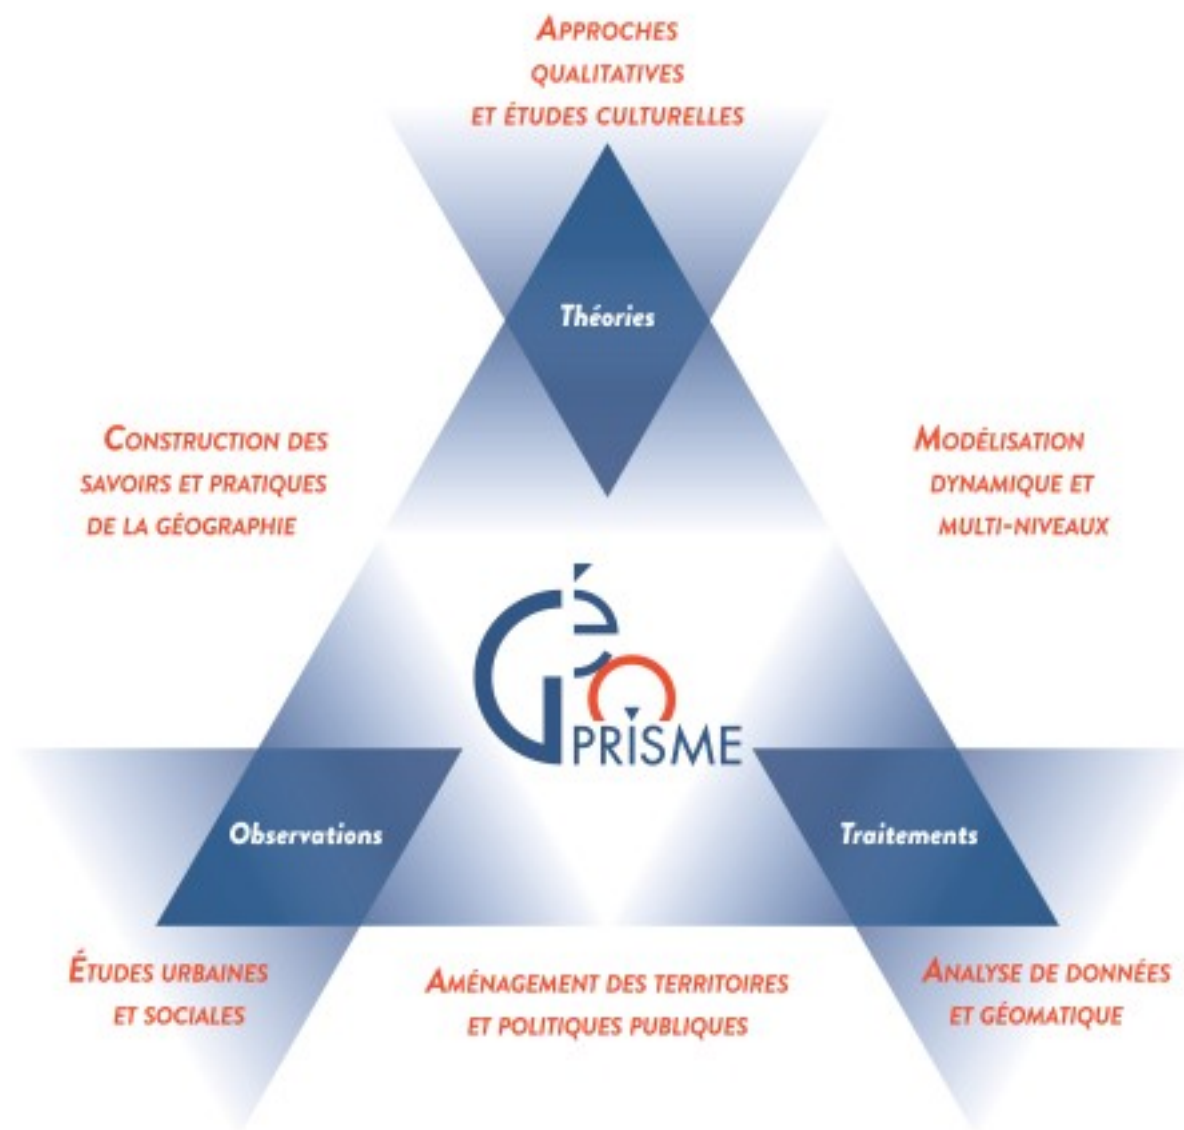 APPROCHES
QUALITATIVES
ET ÉTUDES CULTURELLES
Théories
CONSTRUCTION DES
SAVOIRS ET PRATIQUES
DE LA GÉOGRAPHIE
MODÉLISATION
DYNAMIQUE ET
MULTI-NIVEAUX
Géo
PRISME
Observations
Traitements
ÉTUDES URBAINES
ET SOCIALES
AMÉNAGEMENT DES TERRITOIRES
ET POLITIQUES PUBLIQUES
ANALYSE DE DONNÉES
ET GÉOMATIQUE